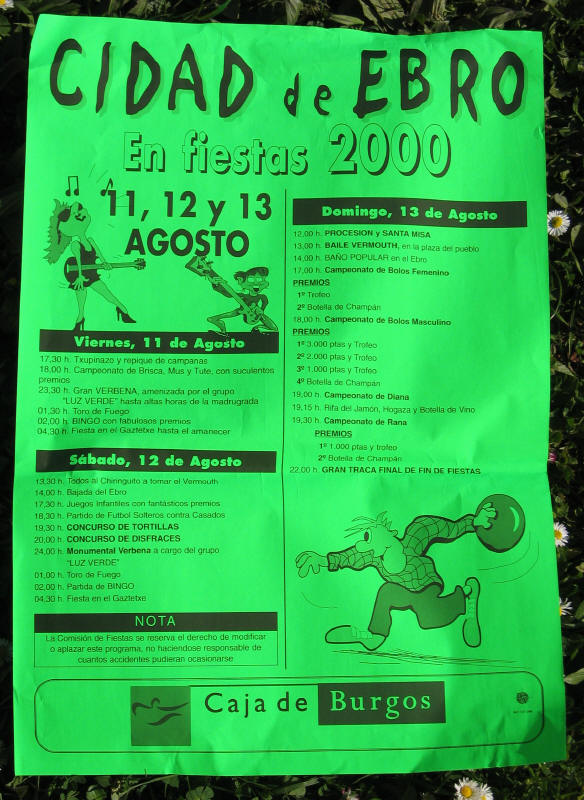 CIDAD de EBRO
En fiestas 2000
11, 12 y 13
AGOSTO
Viernes, 11 de Agosto
17,30 h. Txupinazo y repique de campanas
18,00 h. Campeonato de Brisca, Mus y Tute, con suculentos
premios
23,30 h. Gran VERBENA, amenizada por el grupo
"LUZ VERDE" hasta altas horas de la madrugrada
01,30 h. Toro de Fuego
02,00 h. BINGO con fabulosos premios
04,30 h. Fiesta en el Gaztetxe hasta el amanecer
Sábado, 12 de Agosto
13,30 h. Todos al Chiringuito a tomar el Vermouth
14,00 h. Bajada del Ebro
17,30 h. Juegos Infantiles con fantásticos premios
18,30 h. Partido de Futbol Solteros contra Casados
19,30 h. CONCURSO DE TORTILLAS
20,00 h. CONCURSO DE DISFRACES
24,00 h. Monumental Verbena a cargo del grupo
"LUZ VERDE"
01,00 h. Toro de Fuego
02,00 h. Partida de BINGO
04,30 h. Fiesta en el Gaztetxe
NOTA
La Comisión de Fiestas se reserva el derecho de modificar
o aplazar este programa, no haciendose responsable de
cuantos accidentes pudieran ocasionarse
Domingo, 13 de Agosto
12,00 h. PROCESION y SANTA MISA
13,00 h. BAILE VERMOUTH, en la plaza del pueblo
14,00 h. BAÑO POPULAR en el Ebro
17,00 h. Campeonato de Bolos Femenino
PREMIOS
1º Trofeo
2º Botella de Champán
18,00 h. Campeonato de Bolos Masculino
PREMIOS
1º 3.000 ptas y Trofeo
2º 2.000 ptas y Trofeo
3º 1.000 ptas y Trofeo
4º Botella de Champán
19,00 h. Campeonato de Diana
19,15 h. Rifa del Jamón, Hogaza y Botella de Vino
19,30 h. Campeonato de Rana
PREMIOS
1º 1.000 ptas y trofeo
2º Botella de Champán
22,00 h. GRAN TRACA FINAL DE FIN DE FIESTAS
Caja de Burgos